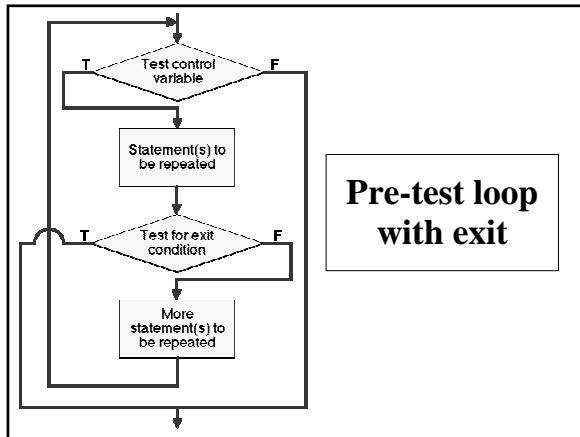 T
Test control
variable
F
Statement(s) to
be repeated
Pre-test loop
with exit
T
Test for exit
condition
F
More
statement(s) to
be repeated